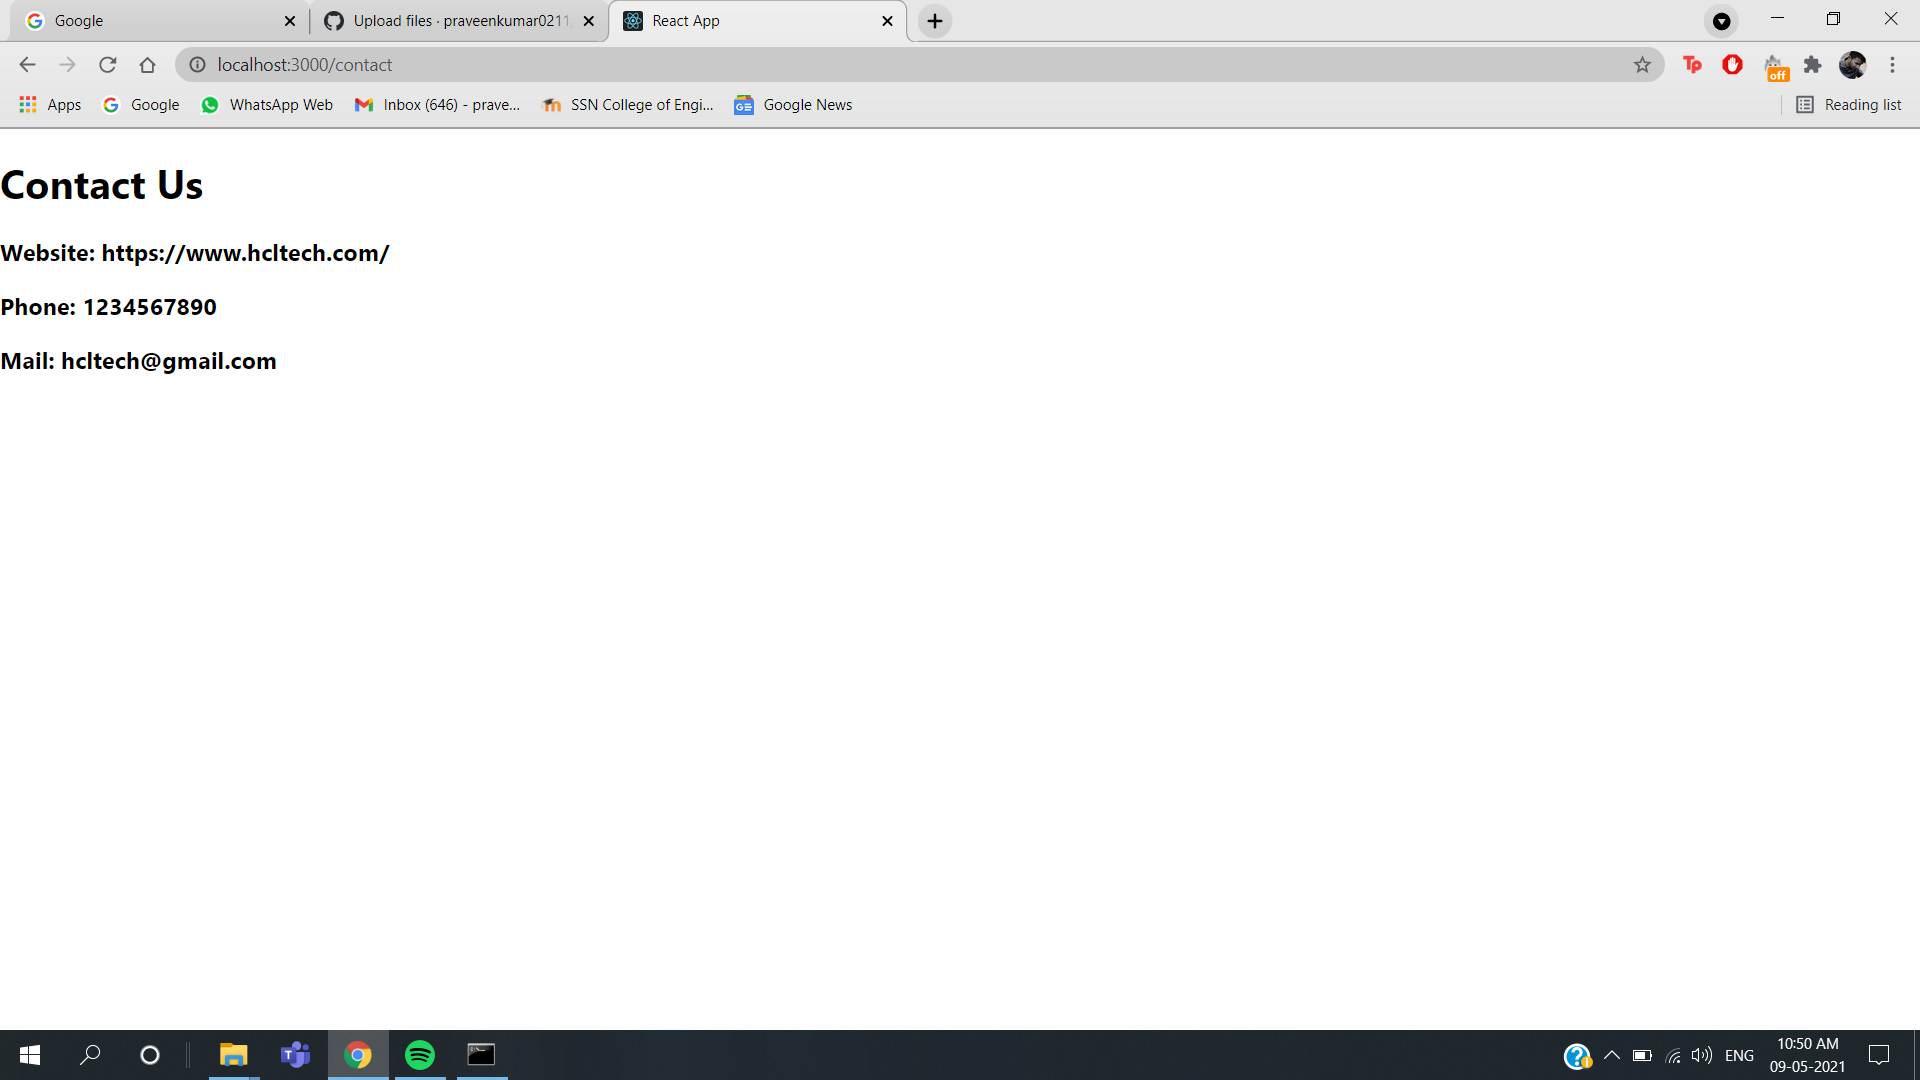 Google
Upload files · praveenkumar0211
React App
localhost:3000/contact
Tp
off
Apps
Google
WhatsApp Web
Inbox (646) - prave...
SSN College of Engi...
GE
Google News
Reading list
Contact Us
Website: https://www.hcltech.com/
Phone: 1234567890
Mail: hcltech@gmail.com
ENG
10:50 AM
09-05-2021